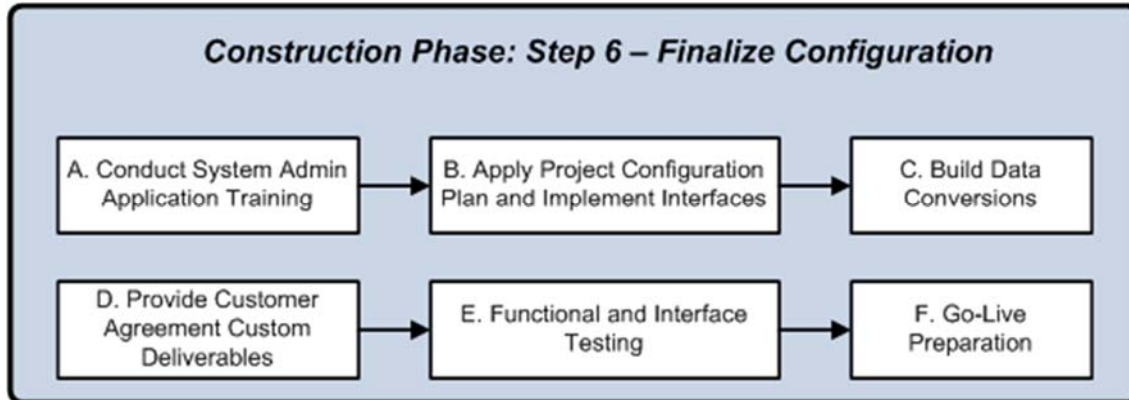 Construction Phase: Step 6 – Finalize Configuration
A. Conduct System Admin
Application Training
B. Apply Project Configuration
Plan and Implement Interfaces
C. Build Data
Conversions
D. Provide Customer
Agreement Custom
Deliverables
E. Functional and Interface
Testing
F. Go-Live
Preparation